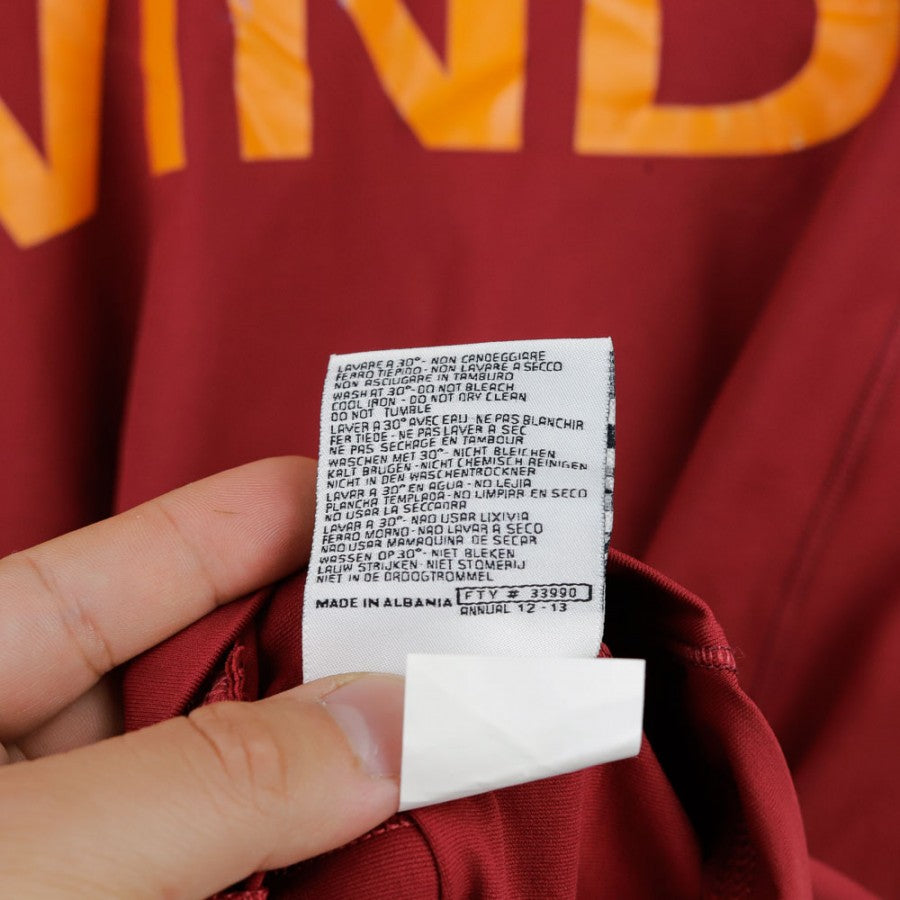 WIND
LAVARE A 30°- NON CANDEGGIARE
FERRO TIEPIDO - NON LAVARE A SECCO
NON ASCIUGARE IN TAMBURO
WASH AT 30°- DO NOT BLEACH
COOL IRON - DO NOT DRY CLEAN
DO NOT TUMBLE
LAVER A 30° AVEC EAU - NE PAS BLANCHIR
FER TIEDE - NE PAS LAVER A SEC
NE PAS SECHAGE EN TAMBOUR
WASCHEN MET 30°- NICHT BLEICHEN
KALT BRUGEN - NICHT CHEMISCH REINIGEN
NICHT IN DEN WASCHENTROCKNER
LAVAR A 30° EN AGUA - NO LEJIA
PLANCHA TEMPLADA - NO LIMPIAR EN SECO
NO USAR LA SECCADRA
LAVAR A 30°- NAO USAR LIXIVIA
FERRO MORNO - NAO LAVAR A SECO
NAO USAR MAMAQUINA DE SECAR
WASSEN OP 30°- NIET BLEKEN
LAUW STRIJKEN - NIET STOMERIJ
NIET IN DE DROOGTROMMEL
MADE IN ALBANIA FTY # 33990
ANNUAL 12 - 13